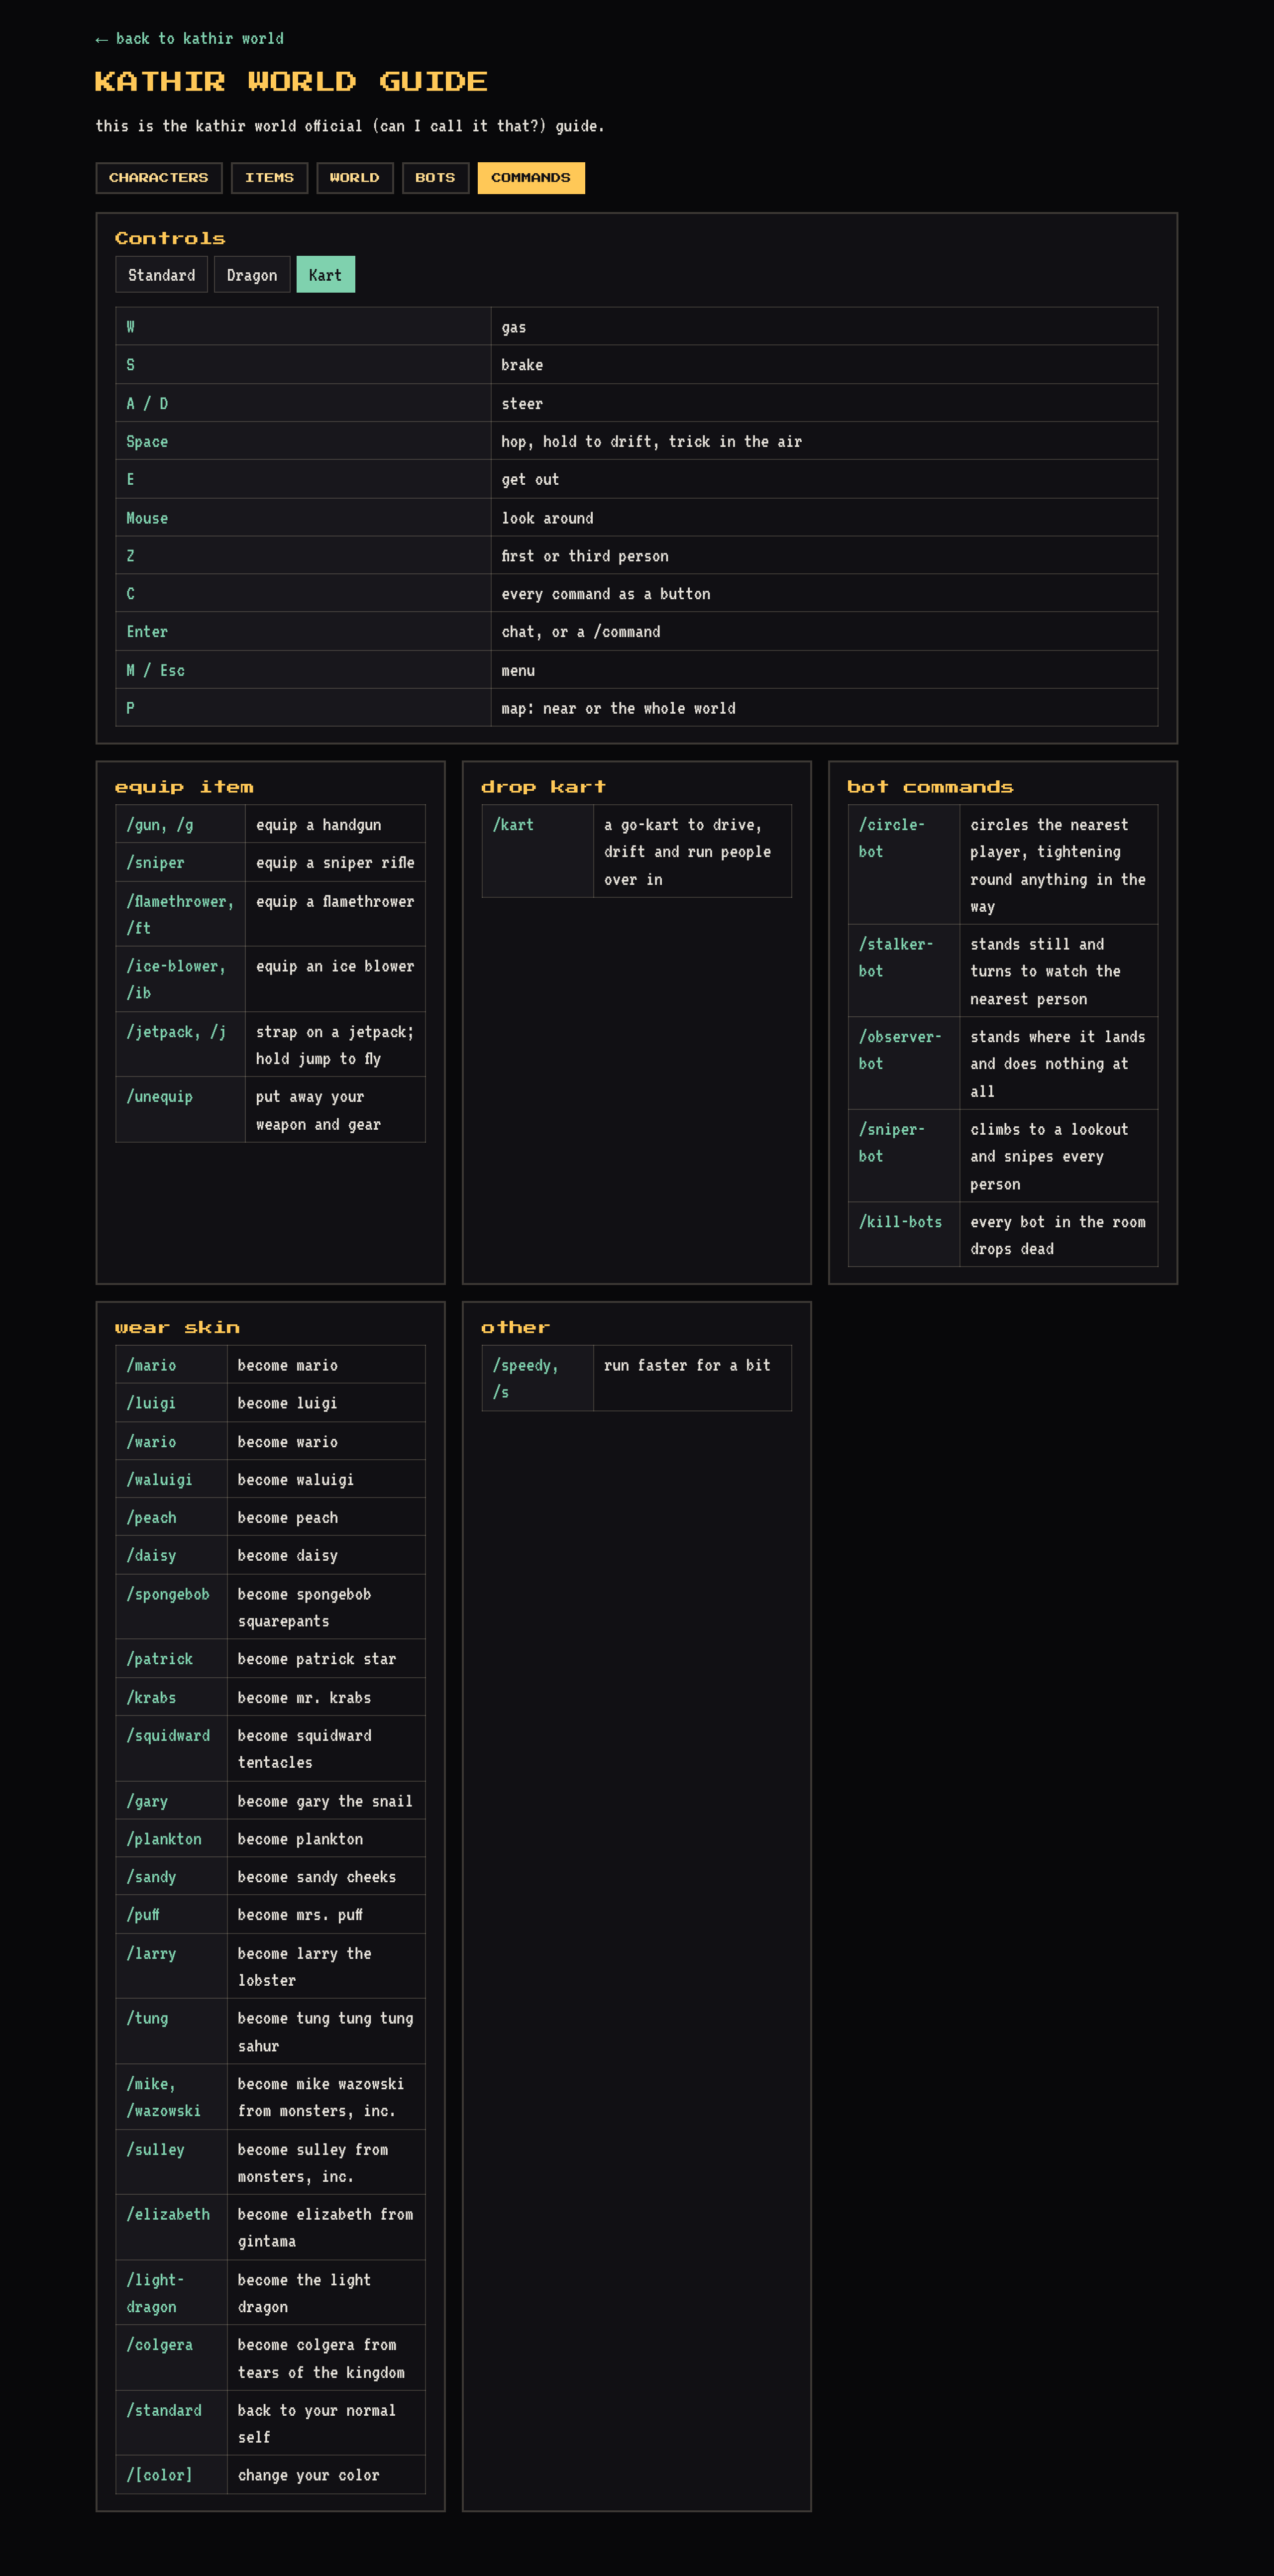 ← back to kathir world
KATHIR WORLD GUIDE
this is the kathir world official (can I call it that?) guide.
CHARACTERS ITEMS WORLD BOTS COMMANDS
Controls
Standard Dragon Kart
W gas
S brake
A / D steer
Space hop, hold to drift, trick in the air
E get out
Mouse look around
Z first or third person
C every command as a button
Enter chat, or a /command
M / Esc menu
P map: near or the whole world
equip item
/gun, /g equip a handgun
/sniper equip a sniper rifle
/flamethrower, equip a flamethrower
/ft
/ice-blower, equip an ice blower
/ib
/jetpack, /j strap on a jetpack;
hold jump to fly
/unequip put away your
weapon and gear
drop kart
/kart a go-kart to drive,
drift and run people
over in
bot commands
/circle- circles the nearest
bot player, tightening
round anything in the
way
/stalker- stands still and
bot turns to watch the
nearest person
/observer- stands where it lands
bot and does nothing at
all
/sniper- climbs to a lookout
bot and snipes every
person
/kill-bots every bot in the room
drops dead
wear skin
/mario become mario
/luigi become luigi
/wario become wario
/waluigi become waluigi
/peach become peach
/daisy become daisy
/spongebob become spongebob
squarepants
/patrick become patrick star
/krabs become mr. krabs
/squidward become squidward
tentacles
/gary become gary the snail
/plankton become plankton
/sandy become sandy cheeks
/puff become mrs. puff
/larry become larry the
lobster
/tung become tung tung tung
sahur
/mike, become mike wazowski
/wazowski from monsters, inc.
/sulley become sulley from
monsters, inc.
/elizabeth become elizabeth from
gintama
/light- become the light
dragon dragon
/colgera become colgera from
tears of the kingdom
/standard back to your normal
self
/[color] change your color
other
/speedy, run faster for a bit
/s